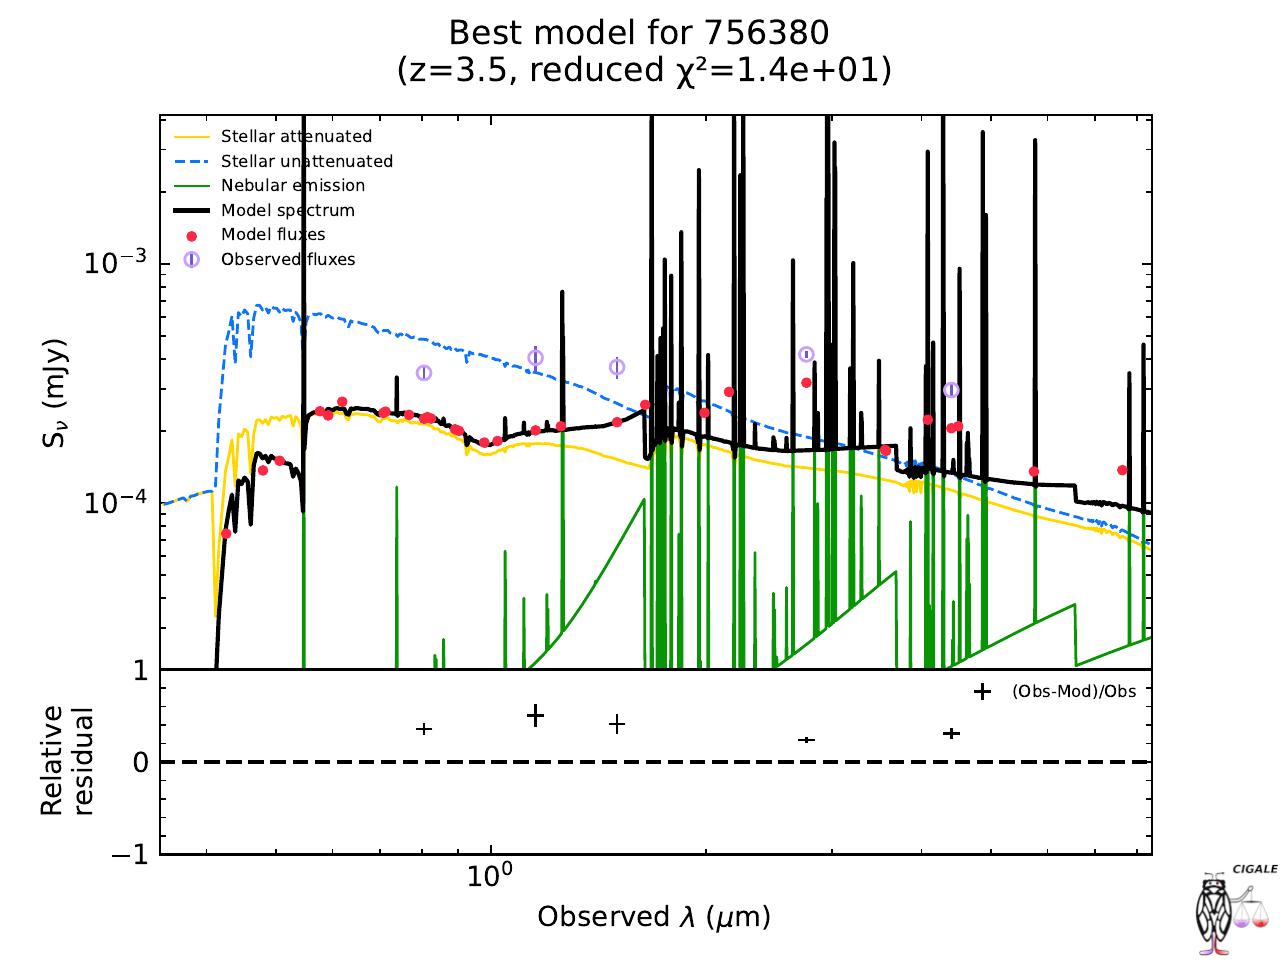 Best model for 756380
(z=3.5, reduced χ²=1.4e+01)
Stellar attenuated
Stellar unattenuated
Nebular emission
Model spectrum
Model fluxes
Observed fluxes
10⁻³
10⁻⁴
S_ν (mJy)
1
0
−1
Relative
residual
(Obs-Mod)/Obs
10⁰
Observed λ (μm)
CIGALE